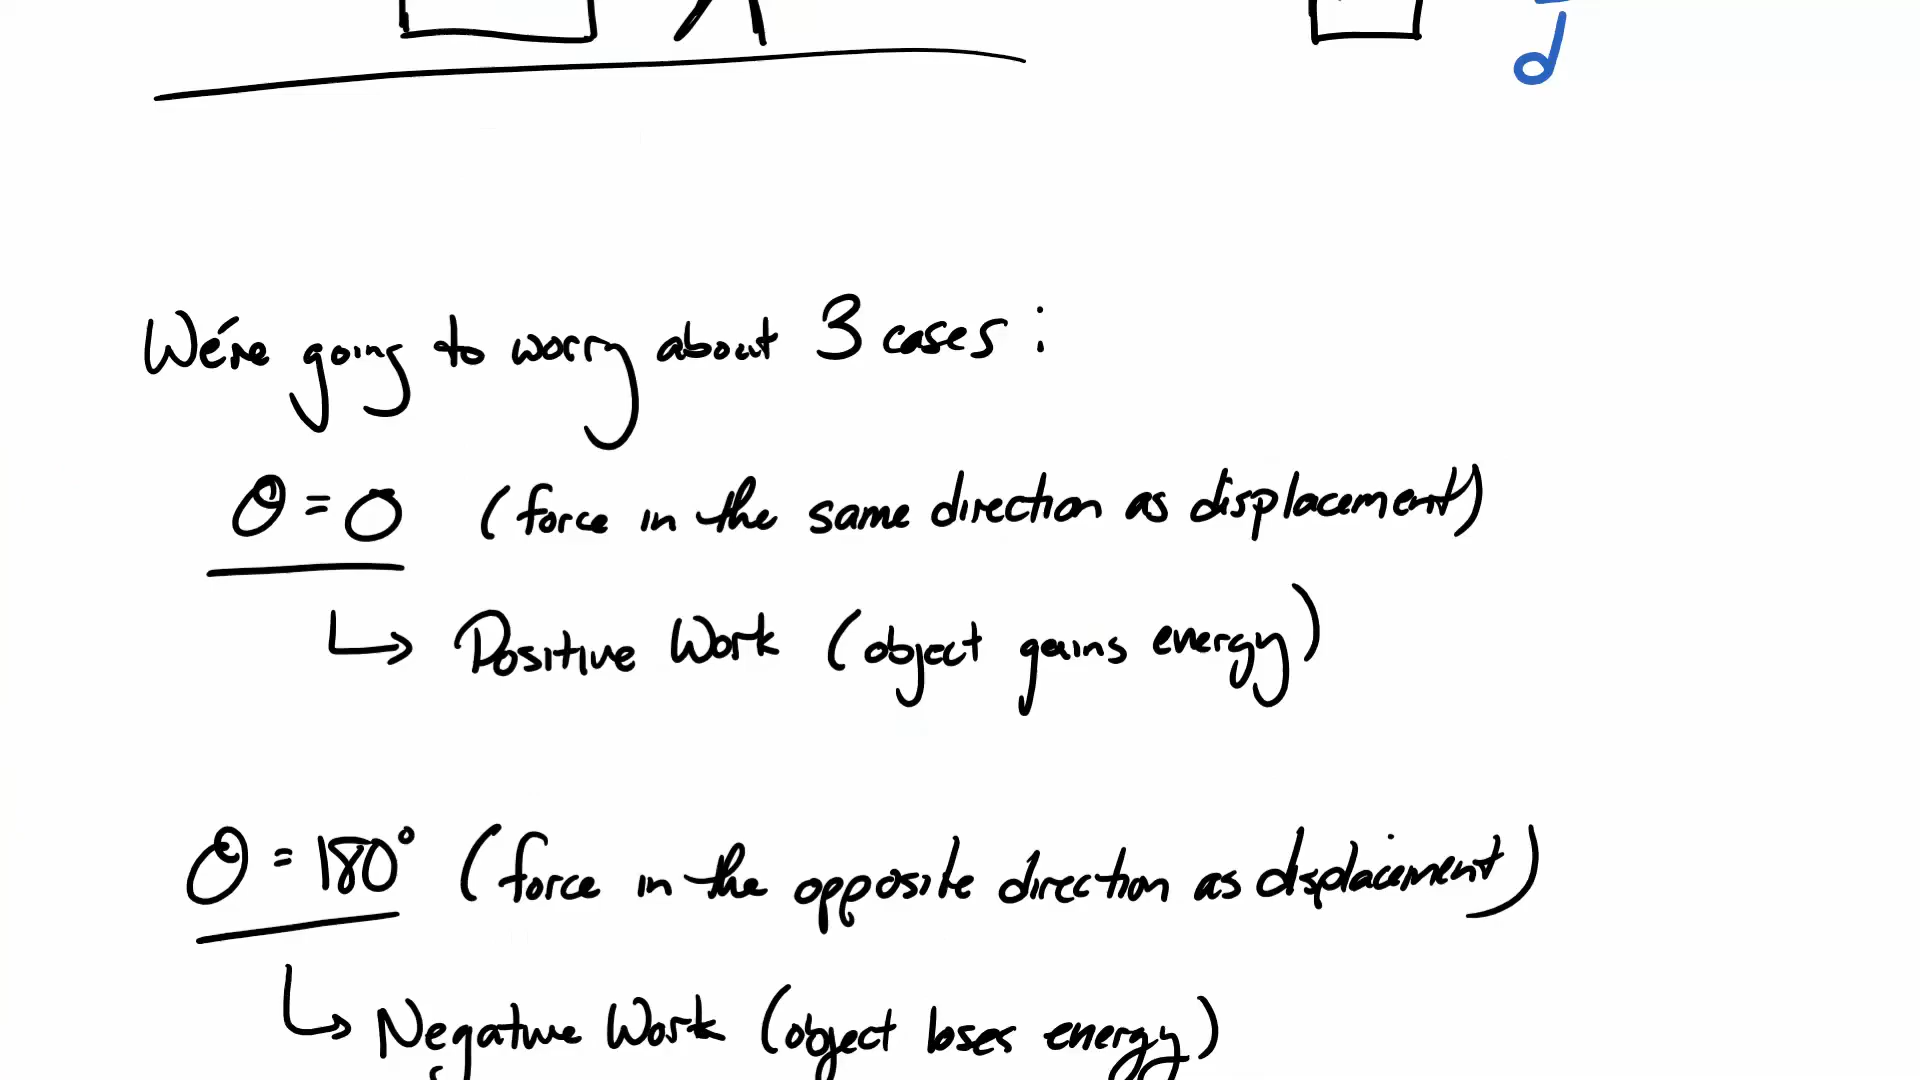 d
We're going to worry about 3 cases:
θ = 0 (force in the same direction as displacement)
↳ Positive Work (object gains energy)
θ = 180° (force in the opposite direction as displacement)
↳ Negative Work (object loses energy)